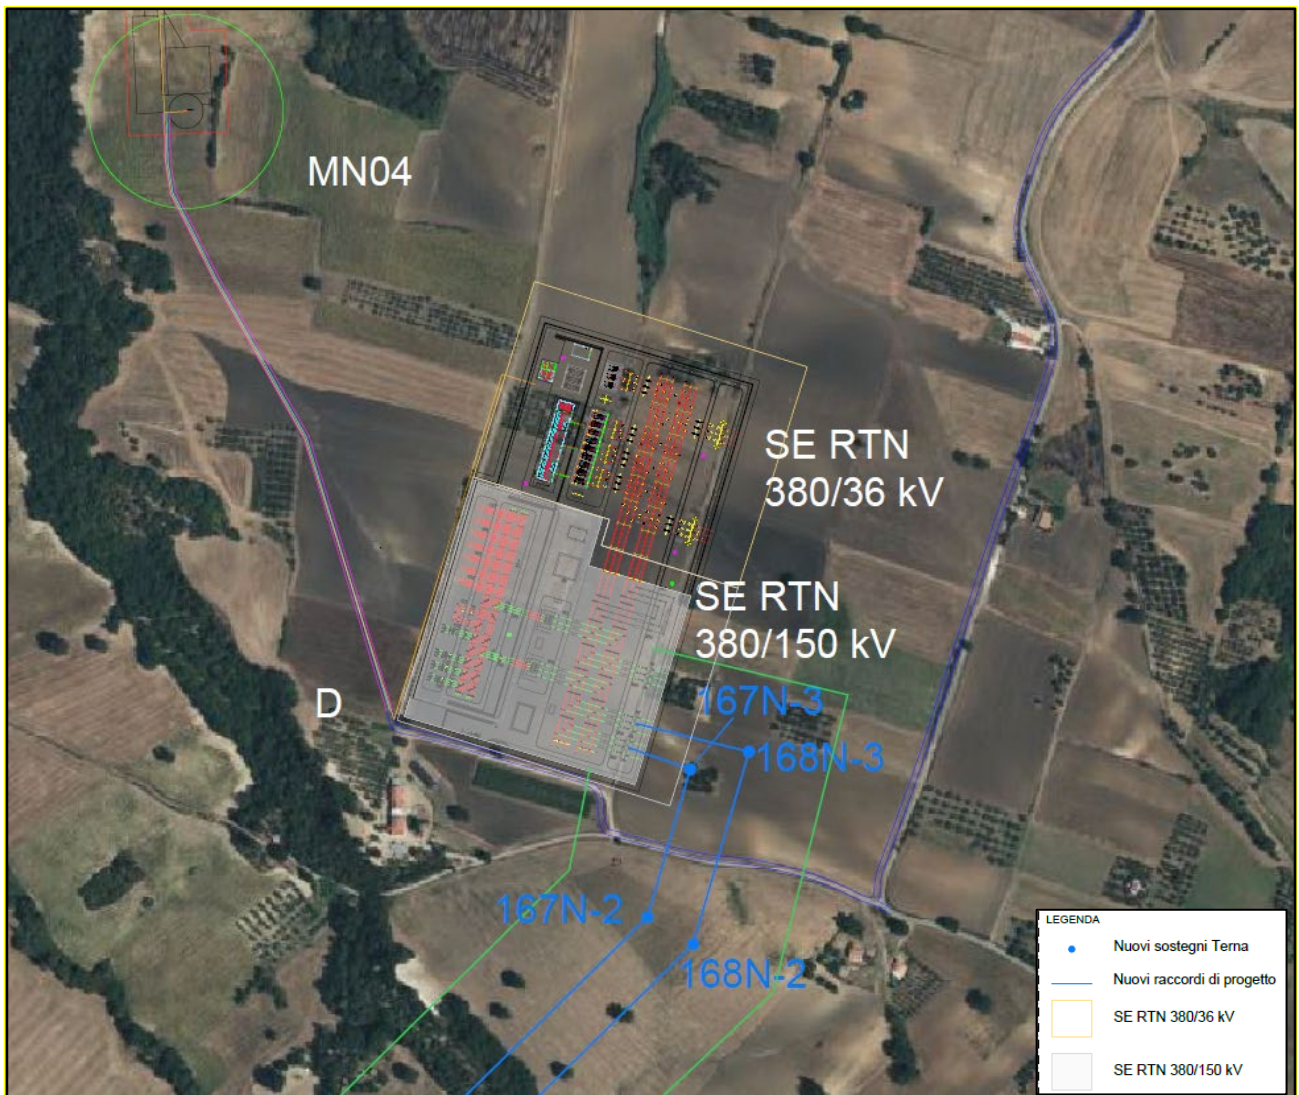 MN04
SE RTN
380/36 kV
SE RTN
380/150 kV
D
167N-3
168N-3
167N-2
168N-2
LEGENDA
Nuovi sostegni Terna
Nuovi raccordi di progetto
SE RTN 380/36 kV
SE RTN 380/150 kV